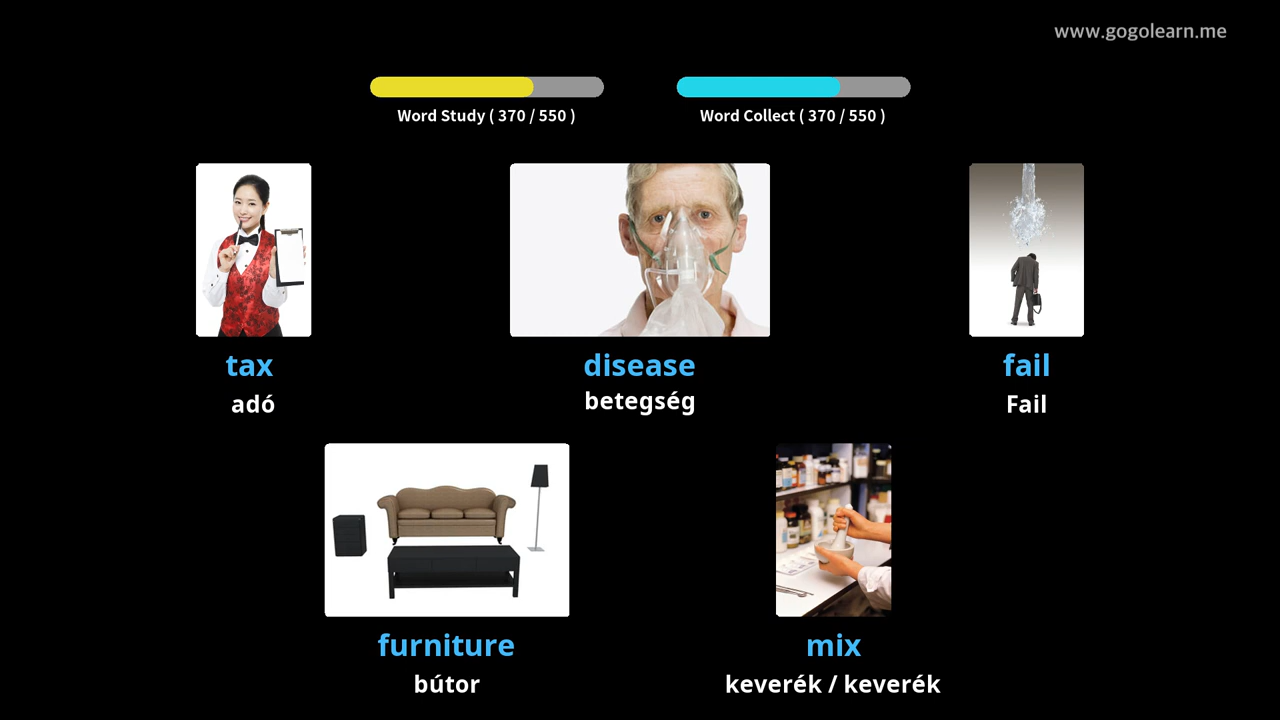 www.gogolearn.me
Word Study ( 370 / 550 )
Word Collect ( 370 / 550 )
tax
disease
fail
adó
betegség
Fail
furniture
mix
bútor
keverék / keverék